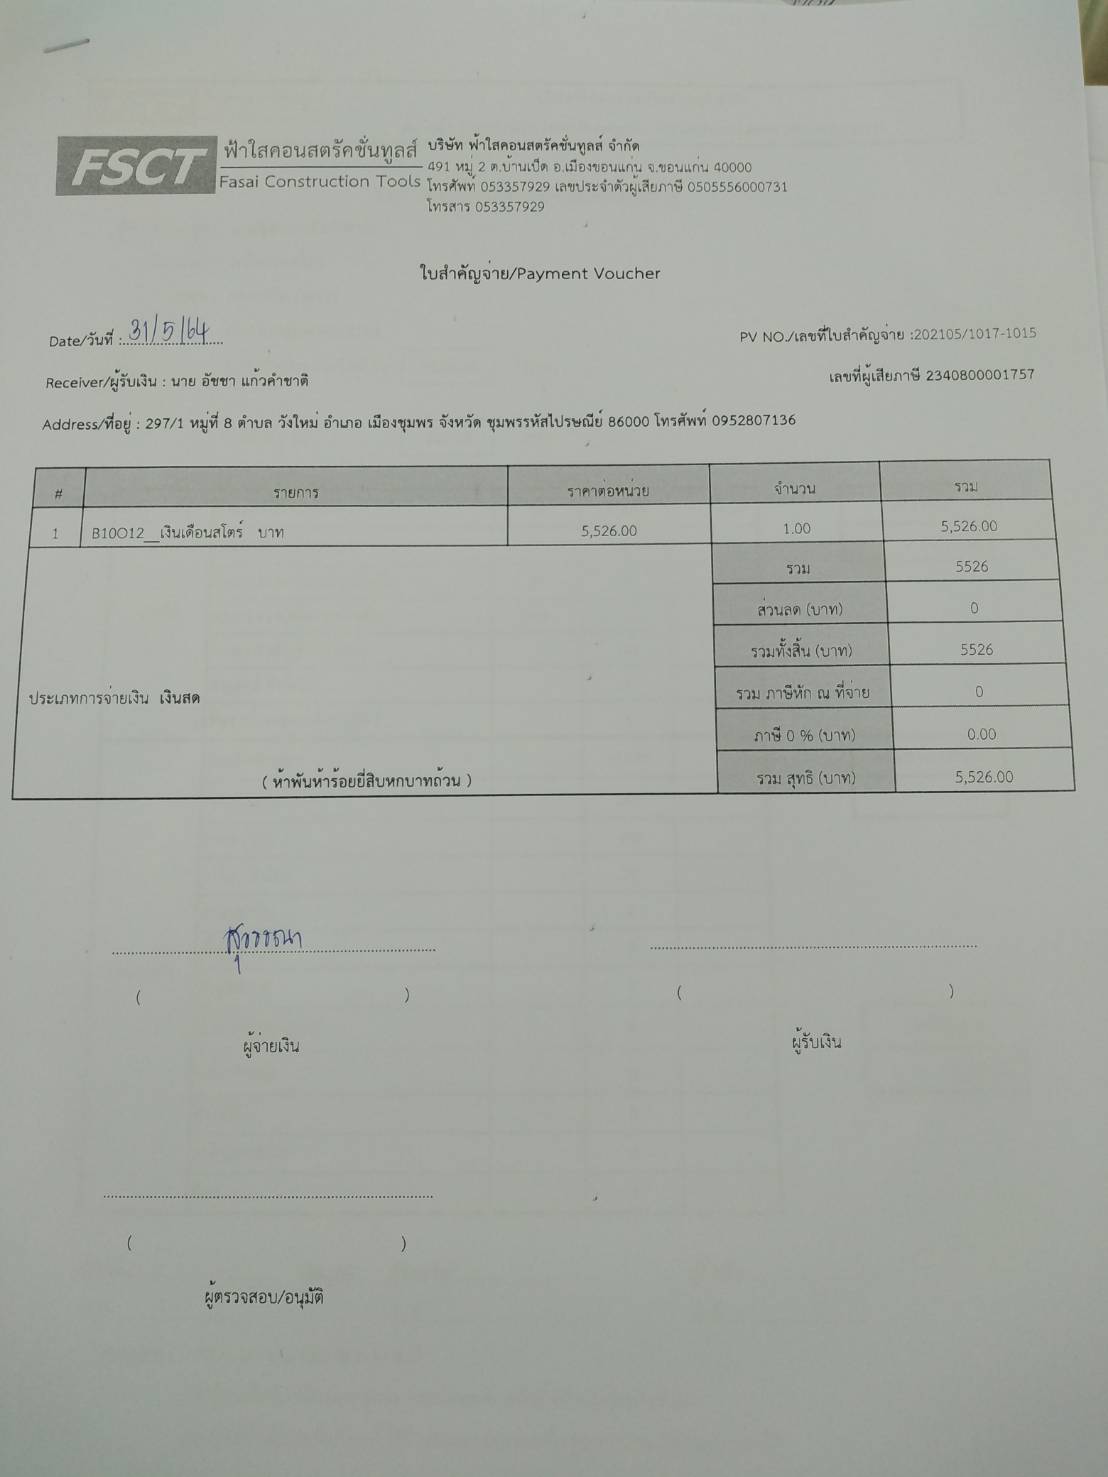 FSCT
ฟ้าใสคอนสตรัคชั่นทูลส์
Fasai Construction Tools
บริษัท ฟ้าใสคอนสตรัคชั่นทูลส์ จำกัด
491 หมู่ 2 ต.บ้านเป็ด อ.เมืองขอนแก่น จ.ขอนแก่น 40000
โทรศัพท์ 053357929 เลขประจำตัวผู้เสียภาษี 0505556000731
โทรสาร 053357929
ใบสำคัญจ่าย/Payment Voucher
Date/วันที่ : 31/5/64
PV NO./เลขที่ใบสำคัญจ่าย :202105/1017-1015
Receiver/ผู้รับเงิน : นาย อัชชา แก้วคำชาติ
เลขที่ผู้เสียภาษี 2340800001757
Address/ที่อยู่ : 297/1 หมู่ที่ 8 ตำบล วังใหม่ อำเภอ เมืองชุมพร จังหวัด ชุมพรรหัสไปรษณีย์ 86000 โทรศัพท์ 0952807136
# รายการ ราคาต่อหน่วย จำนวน รวม
1 B10O12__เงินเดือนสโตร์ บาท 5,526.00 1.00 5,526.00
รวม 5526
ส่วนลด (บาท) 0
รวมทั้งสิ้น (บาท) 5526
ประเภทการจ่ายเงิน เงินสด
รวม ภาษีหัก ณ ที่จ่าย 0
ภาษี 0 % (บาท) 0.00
( ห้าพันห้าร้อยยี่สิบหกบาทถ้วน )
รวม สุทธิ (บาท) 5,526.00
สุวรรณา
( )
( )
ผู้จ่ายเงิน
ผู้รับเงิน
( )
ผู้ตรวจสอบ/อนุมัติ